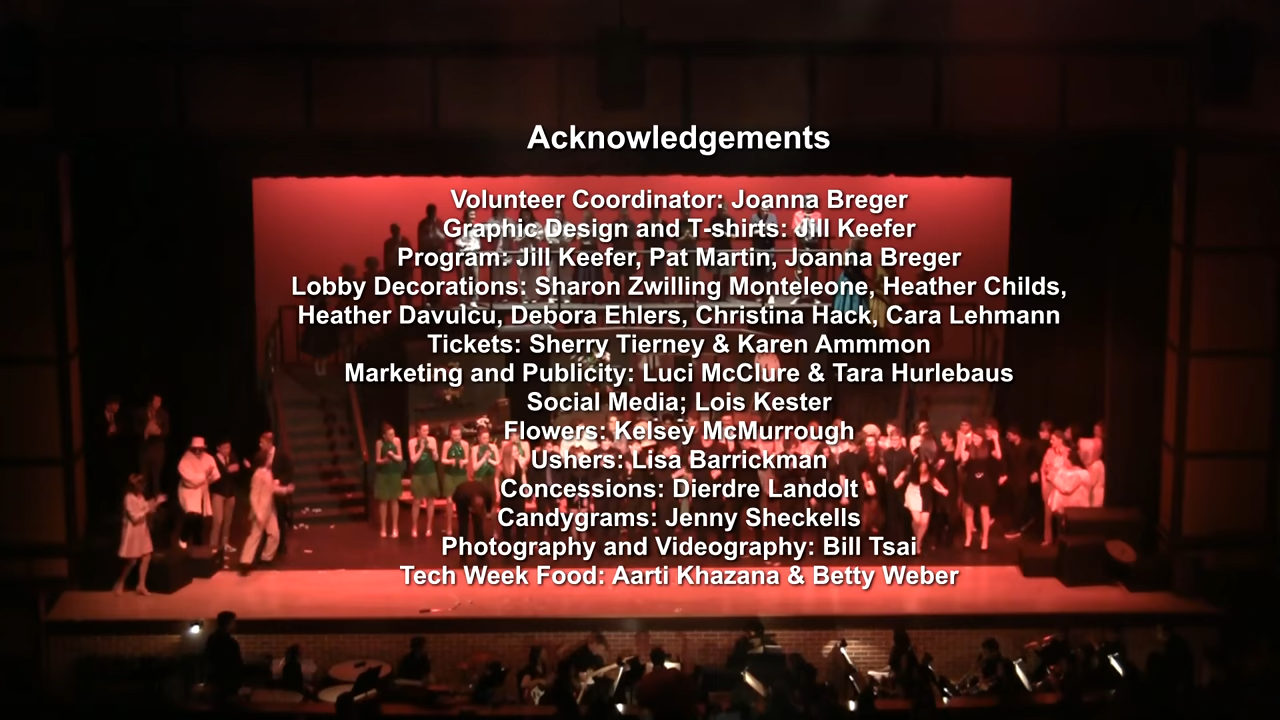 Acknowledgements
Volunteer Coordinator: Joanna Breger
Graphic Design and T-shirts: Jill Keefer
Program: Jill Keefer, Pat Martin, Joanna Breger
Lobby Decorations: Sharon Zwilling Monteleone, Heather Childs,
Heather Davulcu, Debora Ehlers, Christina Hack, Cara Lehmann
Tickets: Sherry Tierney & Karen Ammmon
Marketing and Publicity: Luci McClure & Tara Hurlebaus
Social Media; Lois Kester
Flowers: Kelsey McMurrough
Ushers: Lisa Barrickman
Concessions: Dierdre Landolt
Candygrams: Jenny Sheckells
Photography and Videography: Bill Tsai
Tech Week Food: Aarti Khazana & Betty Weber